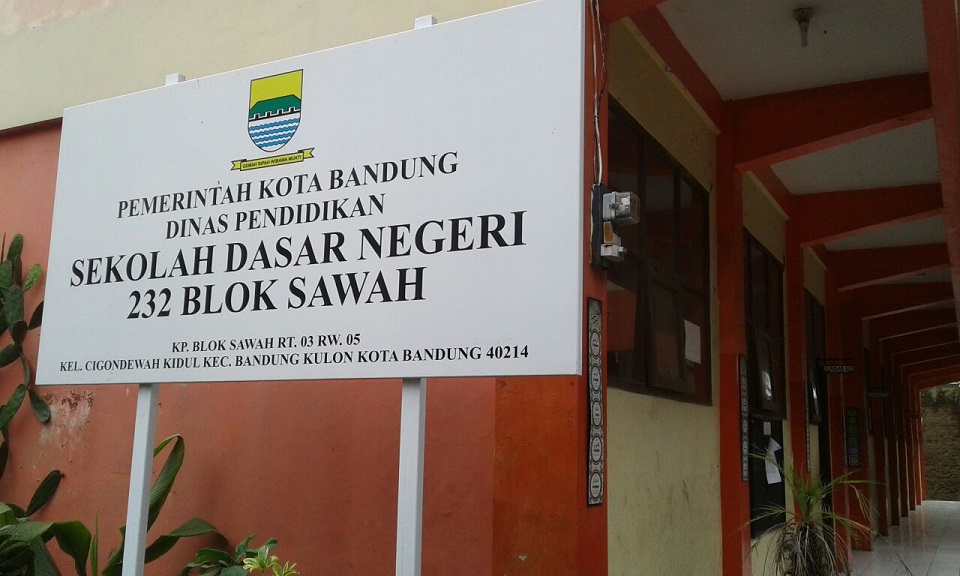 GEMAH RIPAH WIBAWA MUKTI
PEMERINTAH KOTA BANDUNG
DINAS PENDIDIKAN
SEKOLAH DASAR NEGERI
232 BLOK SAWAH
KP. BLOK SAWAH RT. 03 RW. 05
KEL. CIGONDEWAH KIDUL KEC. BANDUNG KULON KOTA BANDUNG 40214